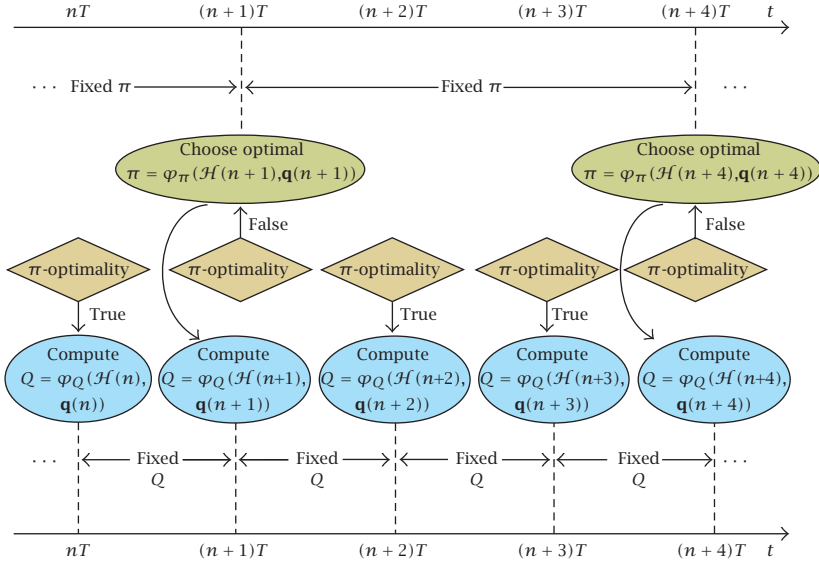 nT (n + 1)T (n + 2)T (n + 3)T (n + 4)T t
· · · Fixed π Fixed π · · ·
Choose optimal
π = φπ(ℋ(n + 1),q(n + 1))
Choose optimal
π = φπ(ℋ(n + 4),q(n + 4))
False
False
π-optimality π-optimality π-optimality π-optimality π-optimality
True True True
Compute
Q = φQ(ℋ(n),
q(n))
Compute
Q = φQ(ℋ(n+1),
q(n + 1))
Compute
Q = φQ(ℋ(n+2),
q(n + 2))
Compute
Q = φQ(ℋ(n+3),
q(n + 3))
Compute
Q = φQ(ℋ(n+4),
q(n + 4))
· · · Fixed Fixed Fixed Fixed · · ·
Q Q Q Q
nT (n + 1)T (n + 2)T (n + 3)T (n + 4)T t